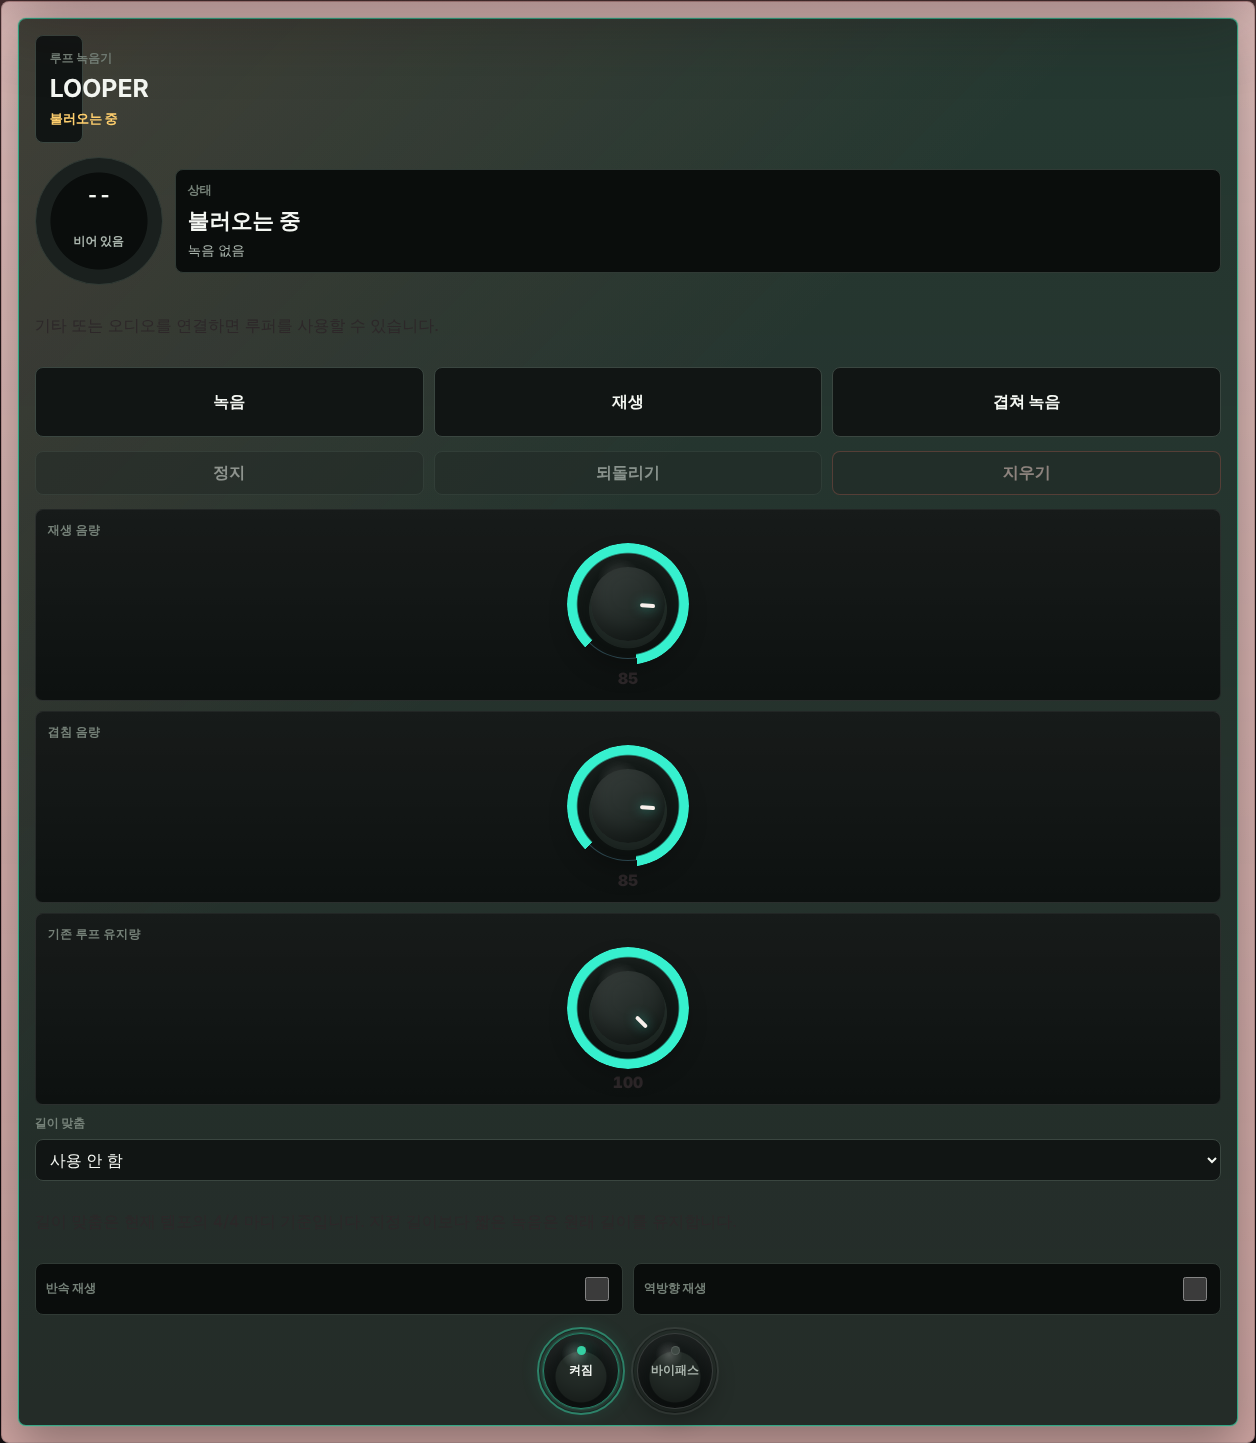 루프 녹음기
LOOPER
불러오는 중
--
비어 있음
상태
불러오는 중
녹음 없음
기타 또는 오디오를 연결하면 루퍼를 사용할 수 있습니다.
녹음
재생
겹쳐 녹음
정지
되돌리기
지우기
재생 음량
85
겹침 음량
85
기존 루프 유지량
100
길이 맞춤
사용 안 함
반속 재생
역방향 재생
켜짐
바이패스